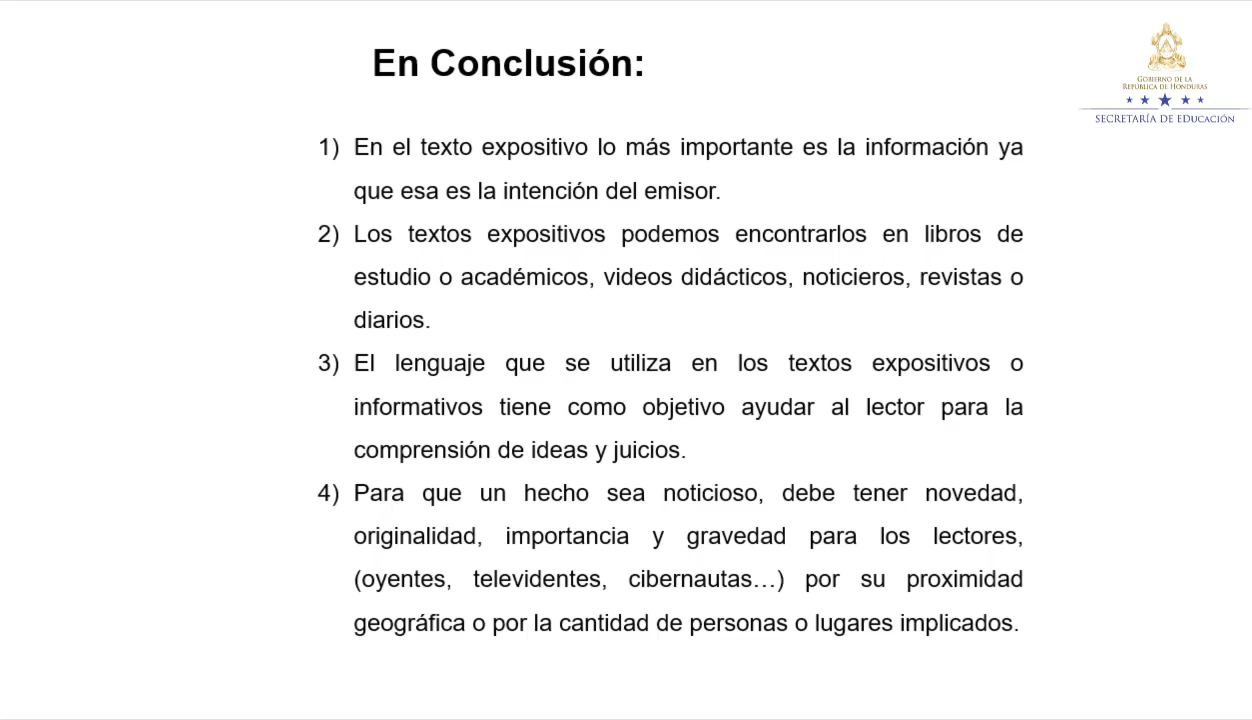 En Conclusión:
GOBIERNO DE LA
REPÚBLICA DE HONDURAS
SECRETARÍA DE EDUCACIÓN
1) En el texto expositivo lo más importante es la información ya
que esa es la intención del emisor.
2) Los textos expositivos podemos encontrarlos en libros de
estudio o académicos, videos didácticos, noticieros, revistas o
diarios.
3) El lenguaje que se utiliza en los textos expositivos o
informativos tiene como objetivo ayudar al lector para la
comprensión de ideas y juicios.
4) Para que un hecho sea noticioso, debe tener novedad,
originalidad, importancia y gravedad para los lectores,
(oyentes, televidentes, cibernautas…) por su proximidad
geográfica o por la cantidad de personas o lugares implicados.